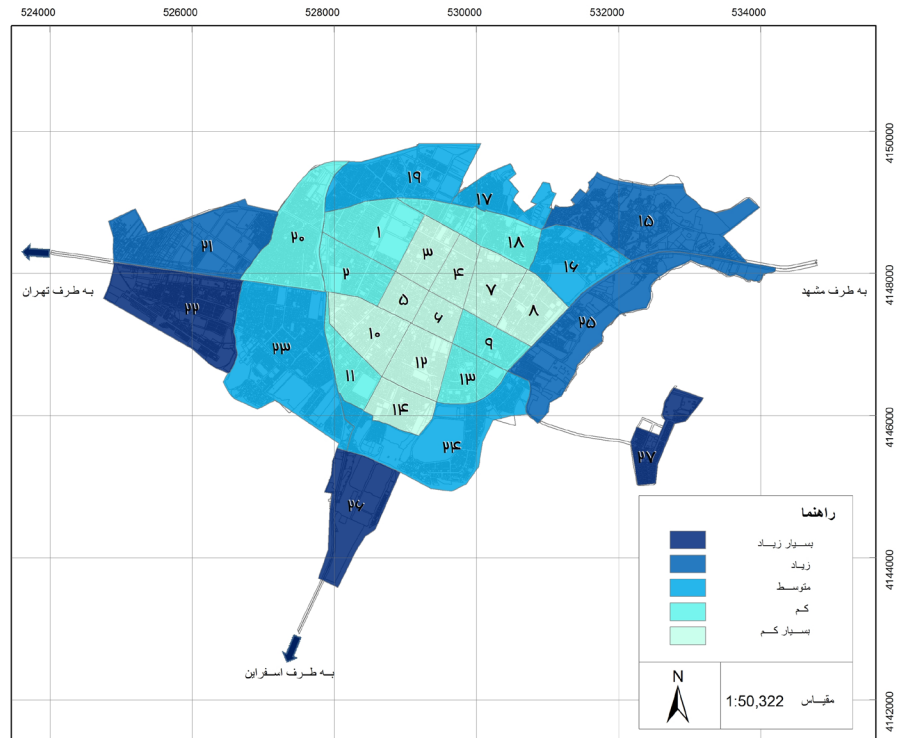 524000 526000 528000 530000 532000 534000
4150000
4148000
4146000
4144000
4142000
۱۹
۱۷
۱۵
۱
۲۰
۱۸
۲۱
۳
۱۶
۴
۲
۷
۵
۸
۲۲
۶
۲۵
۱۰
۹
۲۳
۱۲
۱۱
۱۳
۱۴
۲۴
۲۷
۲۶
به طرف تهران
به طرف مشهد
به طرف اسفراین
راهنما
بسیار زیاد
زیاد
متوسط
کم
بسیار کم
N
مقیاس 1:50,322